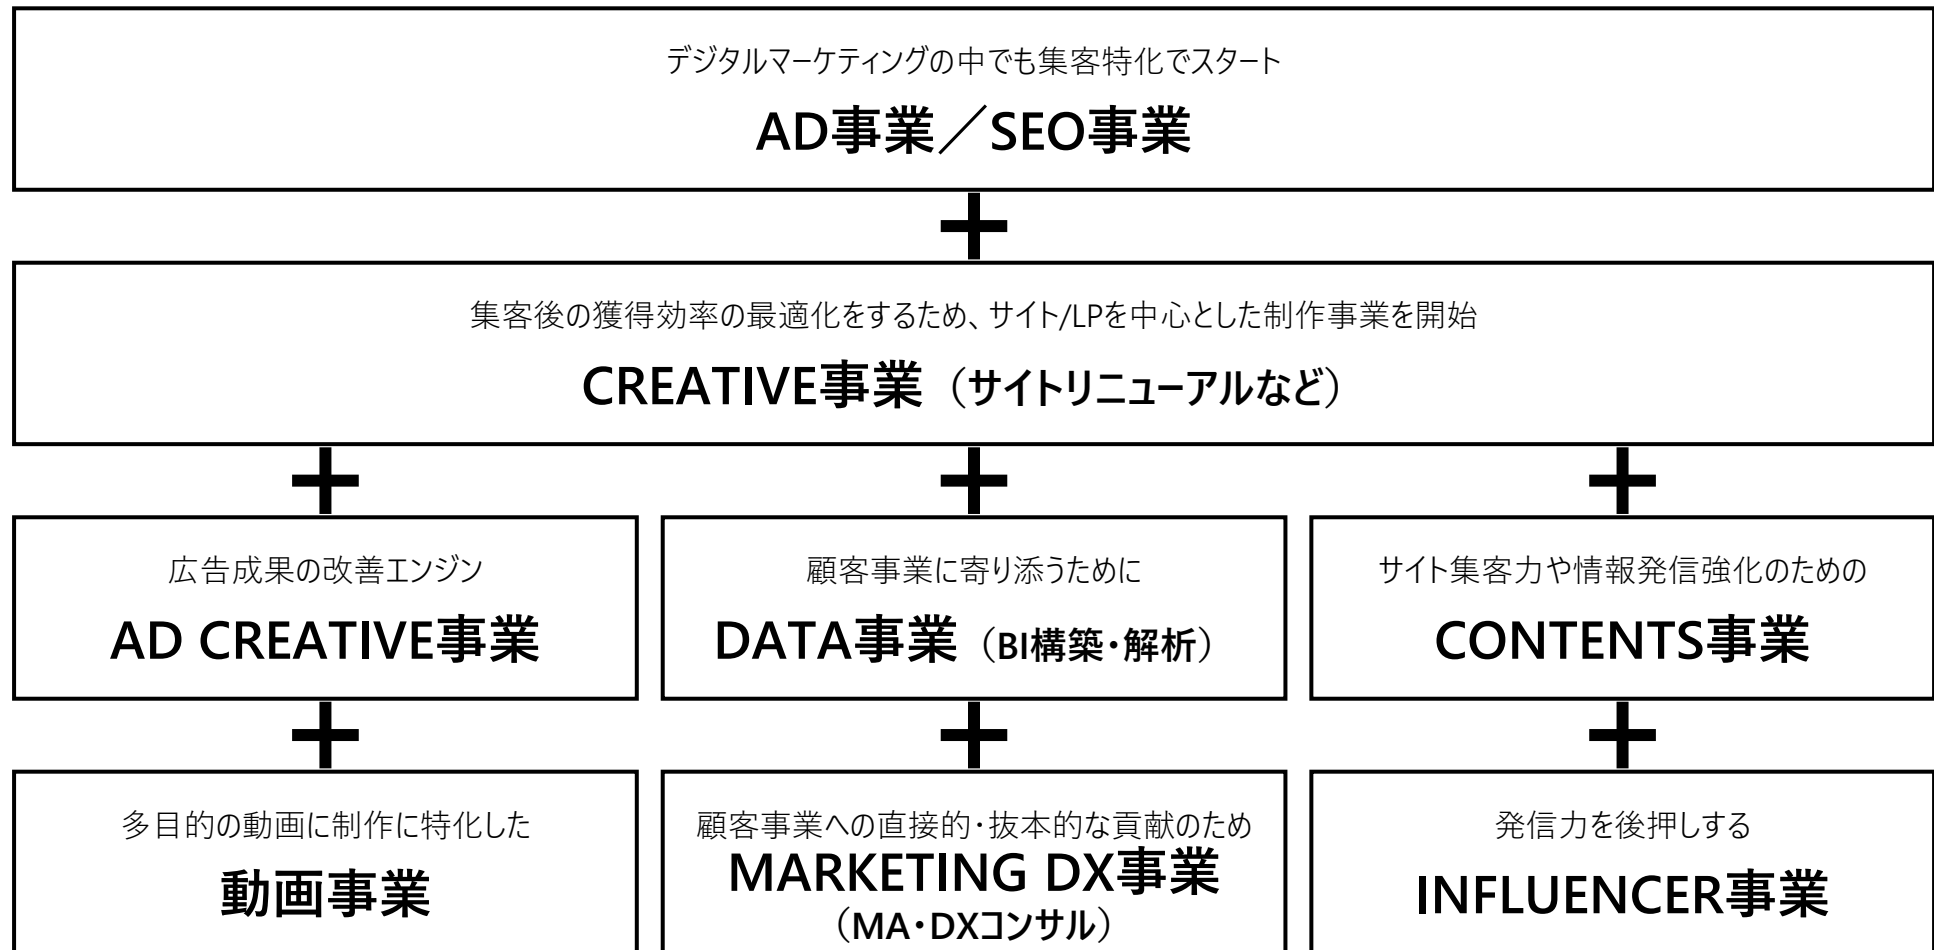 デジタルマーケティングの中でも集客特化でスタート
AD事業／SEO事業
+
集客後の獲得効率の最適化をするため、サイト/LPを中心とした制作事業を開始
CREATIVE事業（サイトリニューアルなど）
+
+
+
広告成果の改善エンジン
AD CREATIVE事業
顧客事業に寄り添うために
DATA事業（BI構築・解析）
サイト集客力や情報発信強化のための
CONTENTS事業
+
+
+
多目的の動画に制作に特化した
動画事業
顧客事業への直接的・抜本的な貢献のため
MARKETING DX事業
（MA・DXコンサル）
発信力を後押しする
INFLUENCER事業